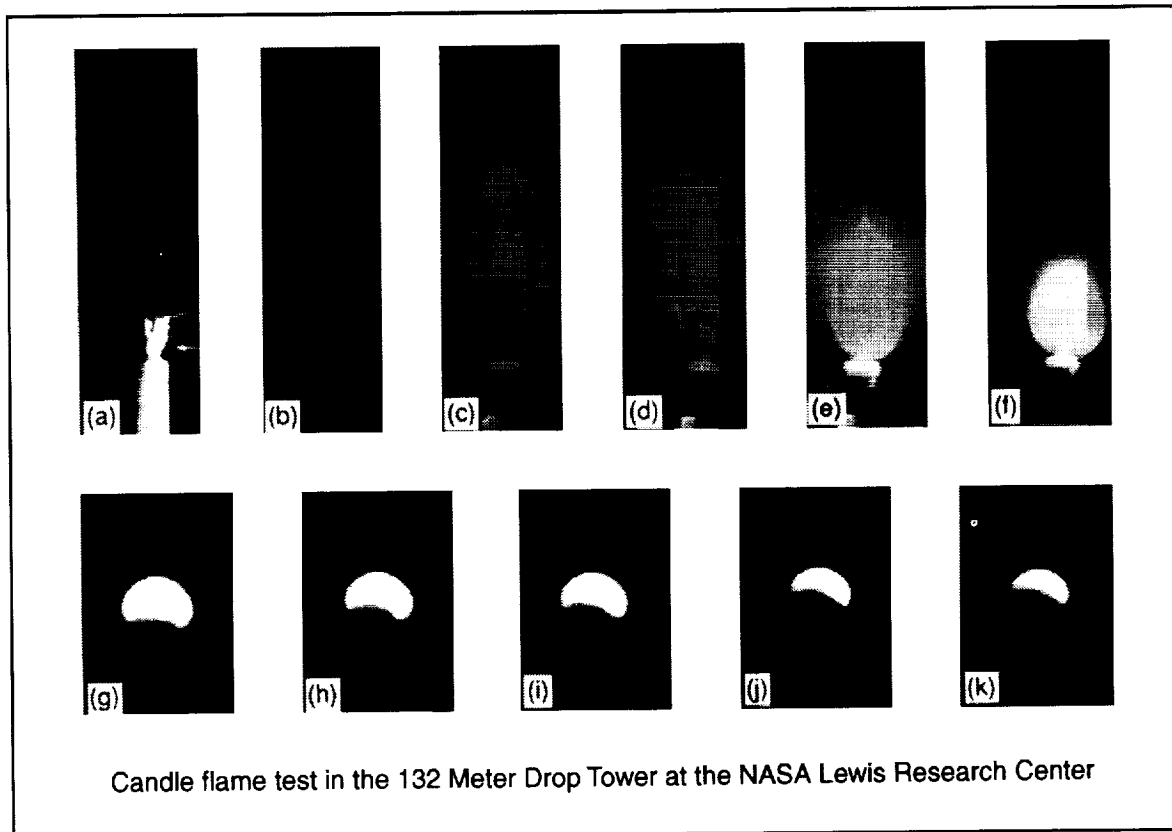 (a) (b) (c) (d) (e) (f)
(g) (h) (i) (j) (k)
Candle flame test in the 132 Meter Drop Tower at the NASA Lewis Research Center